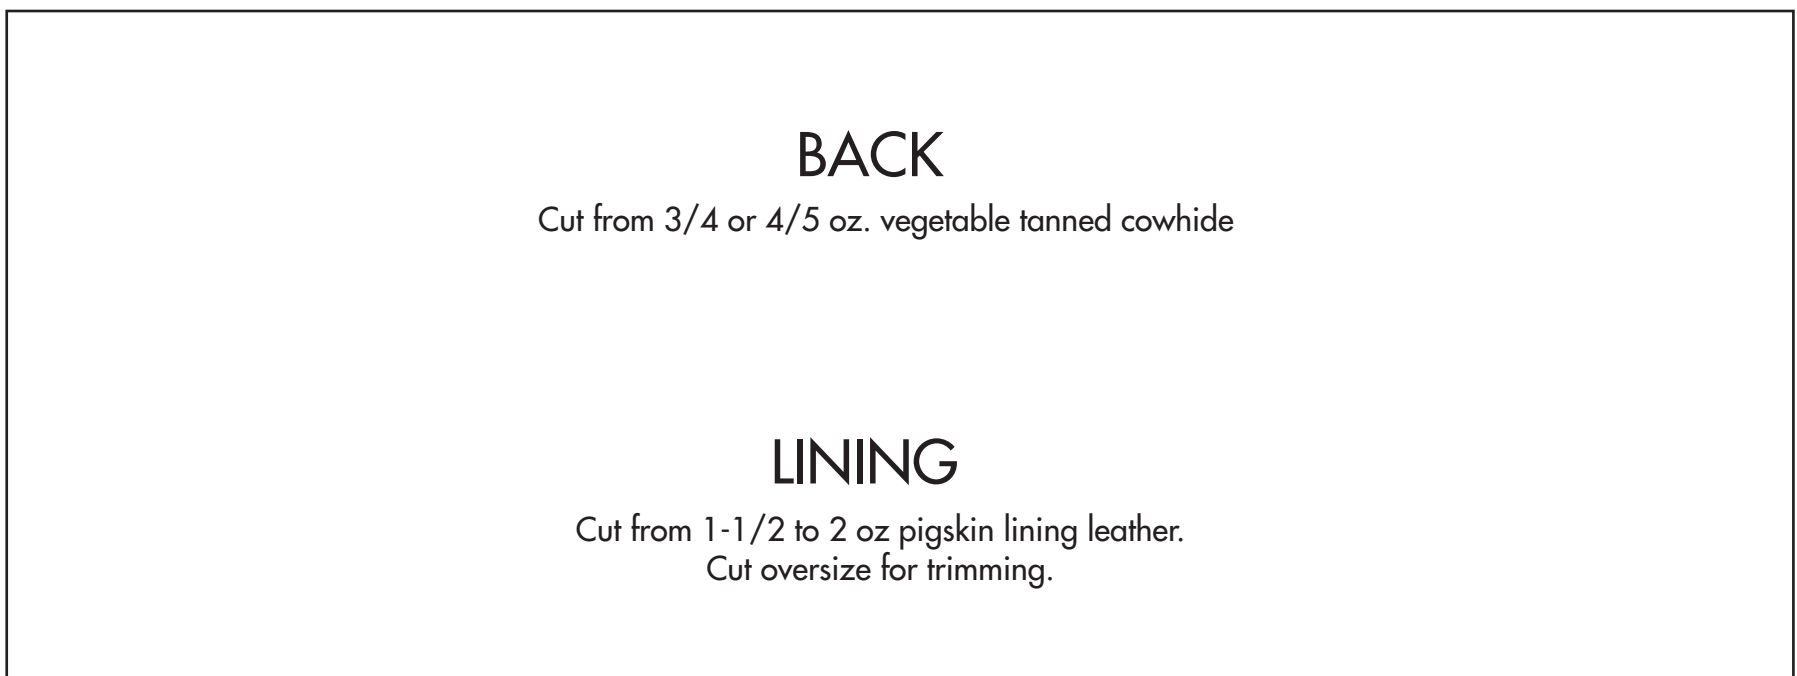 BACK
Cut from 3/4 or 4/5 oz. vegetable tanned cowhide
LINING
Cut from 1-1/2 to 2 oz pigskin lining leather.
Cut oversize for trimming.